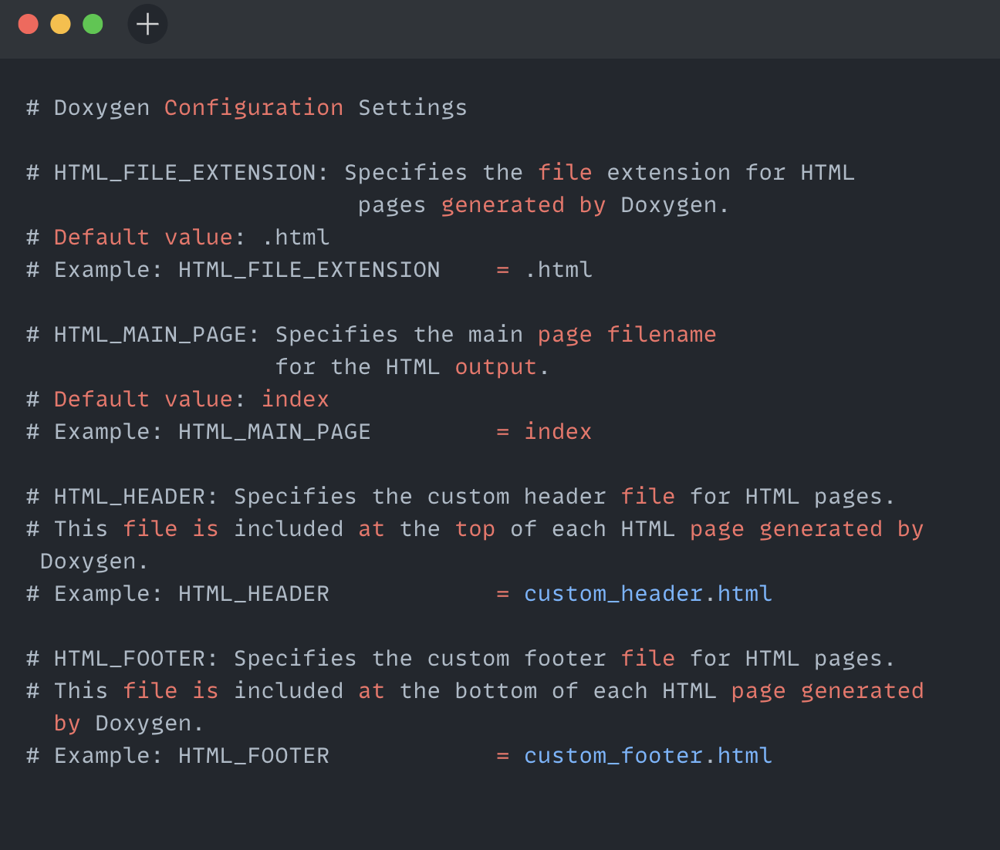 # Doxygen Configuration Settings
# HTML_FILE_EXTENSION: Specifies the file extension for HTML
pages generated by Doxygen.
# Default value: .html
# Example: HTML_FILE_EXTENSION    = .html
# HTML_MAIN_PAGE: Specifies the main page filename
for the HTML output.
# Default value: index
# Example: HTML_MAIN_PAGE         = index
# HTML_HEADER: Specifies the custom header file for HTML pages.
# This file is included at the top of each HTML page generated by
Doxygen.
# Example: HTML_HEADER            = custom_header.html
# HTML_FOOTER: Specifies the custom footer file for HTML pages.
# This file is included at the bottom of each HTML page generated
by Doxygen.
# Example: HTML_FOOTER            = custom_footer.html